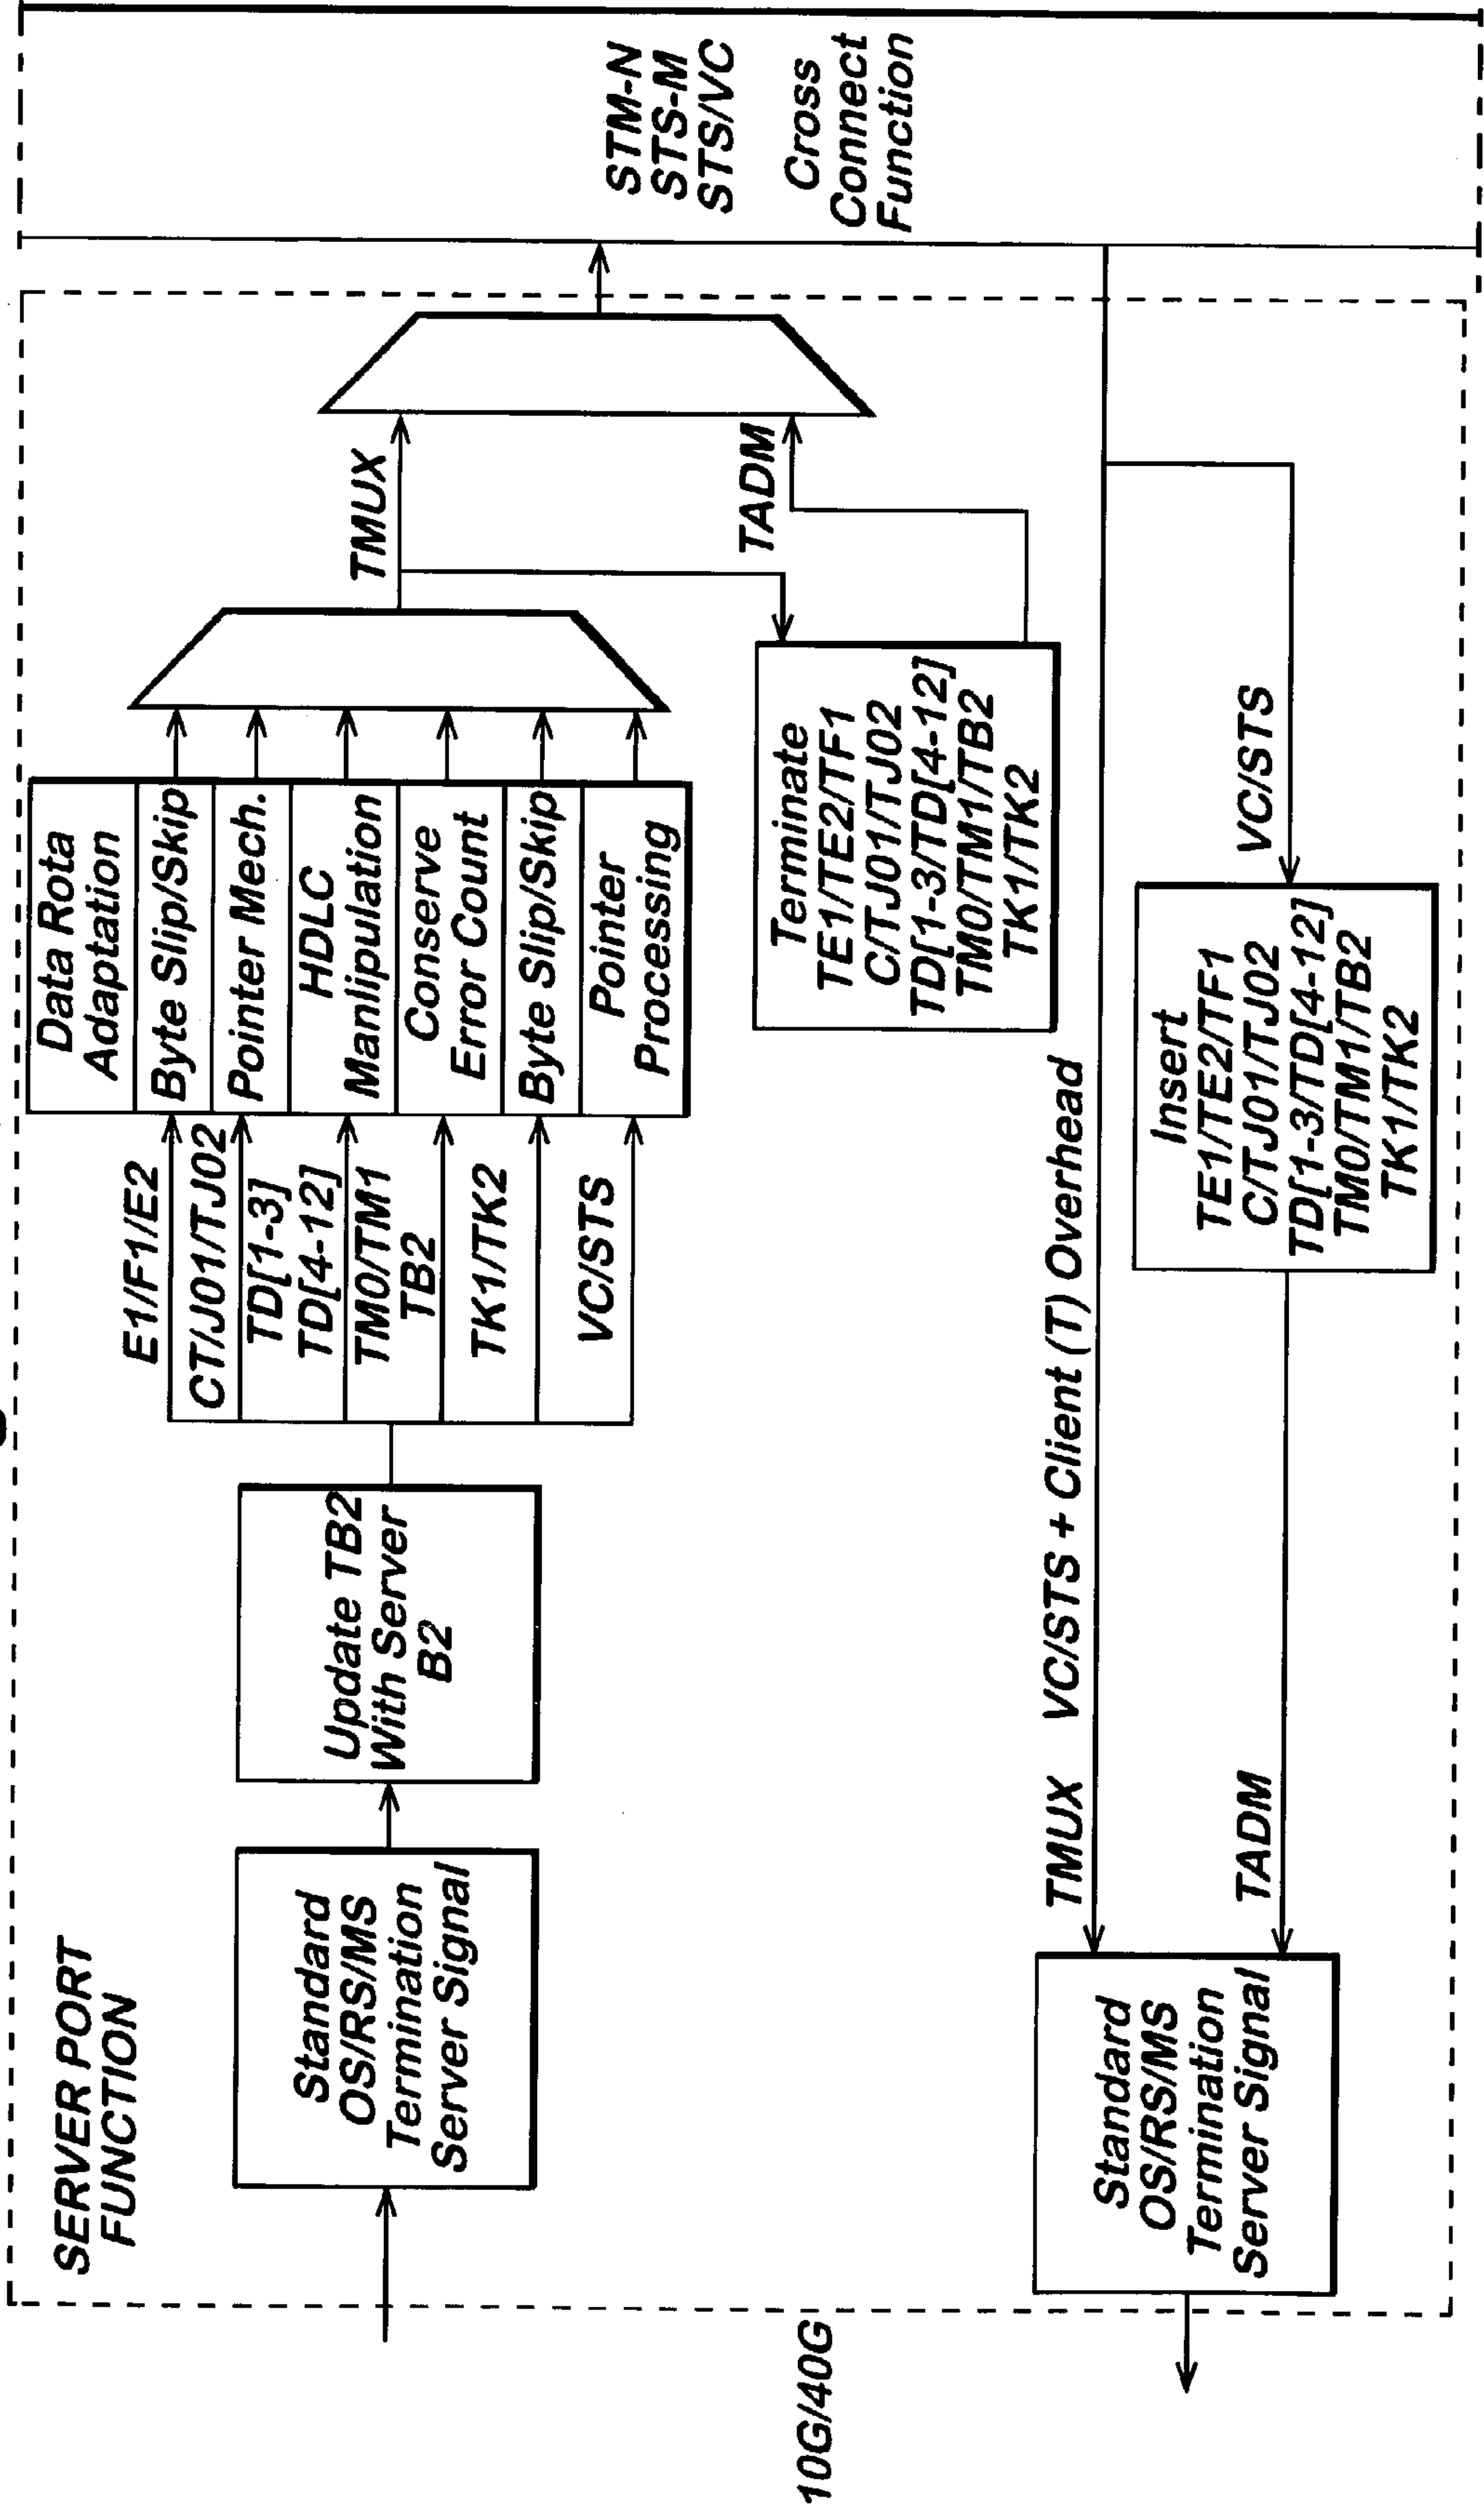 SERVER PORT
FUNCTION
10G/40G
Standard
OS/RS/MS
Termination
Server Signal
Update TB2
With Server
B2
E1/F1/E2
CT/J01/TJ02
TD[1-3]
TD[4-12]
TM0/TM1
TB2
TK1/TK2
VC/STS
Data Rota
Adaptation
Byte Slip/Skip
Pointer Mech.
HDLC
Manlipulation
Conserve
Error Count
Byte Slip/Skip
Pointer
Processing
TMUX
TADM
Terminate
TE1/TE2/TF1
C/TJ01/TJ02
TD[1-3/TD[4-12]
TM0/TM1/TB2
TK1/TK2
STM-N
STS-M
STS/VC
Cross
Connect
Function
TMUX
VC/STS + Client (T) Overhead
TADM
VC/STS
Insert
TE1/TE2/TF1
C/TJ01/TJ02
TD[1-3/TD[4-12]
TM0/TM1/TB2
TK1/TK2
Standard
OS/RS/MS
Termination
Server Signal